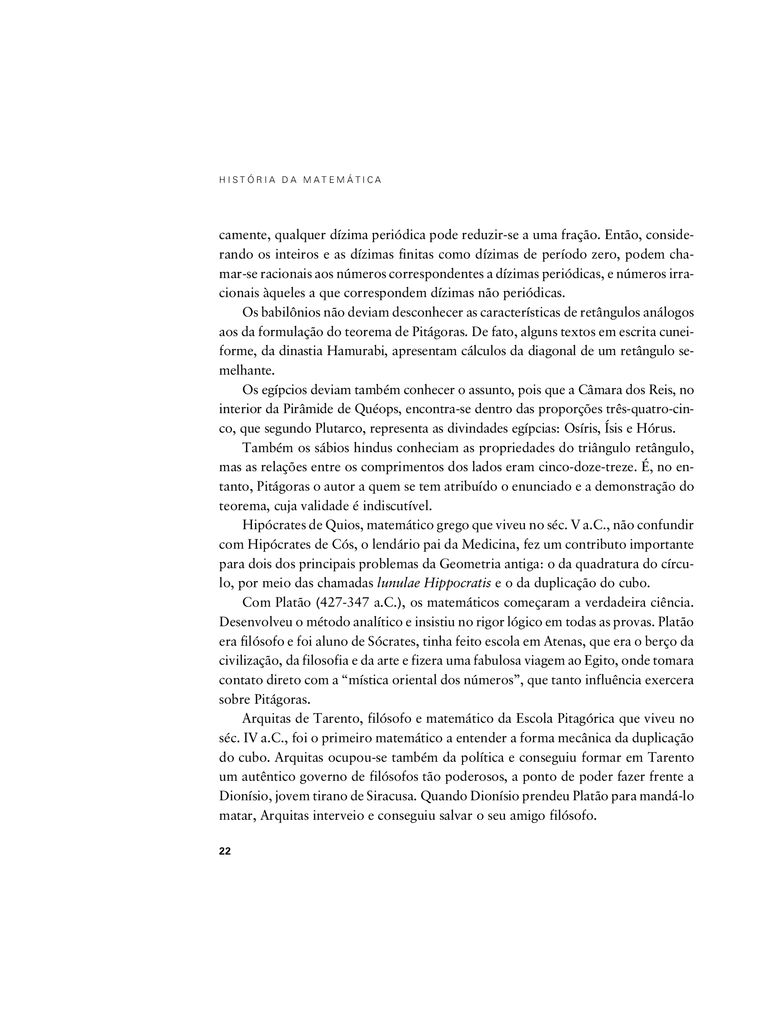 HISTÓRIA DA MATEMÁTICA
camente, qualquer dízima periódica pode reduzir-se a uma fração. Então, conside-
rando os inteiros e as dízimas finitas como dízimas de período zero, podem cha-
mar-se racionais aos números correspondentes a dízimas periódicas, e números irra-
cionais àqueles a que correspondem dízimas não periódicas.
Os babilônios não deviam desconhecer as características de retângulos análogos
aos da formulação do teorema de Pitágoras. De fato, alguns textos em escrita cunei-
forme, da dinastia Hamurabi, apresentam cálculos da diagonal de um retângulo se-
melhante.
Os egípcios deviam também conhecer o assunto, pois que a Câmara dos Reis, no
interior da Pirâmide de Quéops, encontra-se dentro das proporções três-quatro-cin-
co, que segundo Plutarco, representa as divindades egípcias: Osíris, Ísis e Hórus.
Também os sábios hindus conheciam as propriedades do triângulo retângulo,
mas as relações entre os comprimentos dos lados eram cinco-doze-treze. É, no en-
tanto, Pitágoras o autor a quem se tem atribuído o enunciado e a demonstração do
teorema, cuja validade é indiscutível.
Hipócrates de Quios, matemático grego que viveu no séc. V a.C., não confundir
com Hipócrates de Cós, o lendário pai da Medicina, fez um contributo importante
para dois dos principais problemas da Geometria antiga: o da quadratura do círcu-
lo, por meio das chamadas lunulae Hippocratis e o da duplicação do cubo.
Com Platão (427-347 a.C.), os matemáticos começaram a verdadeira ciência.
Desenvolveu o método analítico e insistiu no rigor lógico em todas as provas. Platão
era filósofo e foi aluno de Sócrates, tinha feito escola em Atenas, que era o berço da
civilização, da filosofia e da arte e fizera uma fabulosa viagem ao Egito, onde tomara
contato direto com a “mística oriental dos números”, que tanto influência exercera
sobre Pitágoras.
Arquitas de Tarento, filósofo e matemático da Escola Pitagórica que viveu no
séc. IV a.C., foi o primeiro matemático a entender a forma mecânica da duplicação
do cubo. Arquitas ocupou-se também da política e conseguiu formar em Tarento
um autêntico governo de filósofos tão poderosos, a ponto de poder fazer frente a
Dionísio, jovem tirano de Siracusa. Quando Dionísio prendeu Platão para mandá-lo
matar, Arquitas interveio e conseguiu salvar o seu amigo filósofo.
22